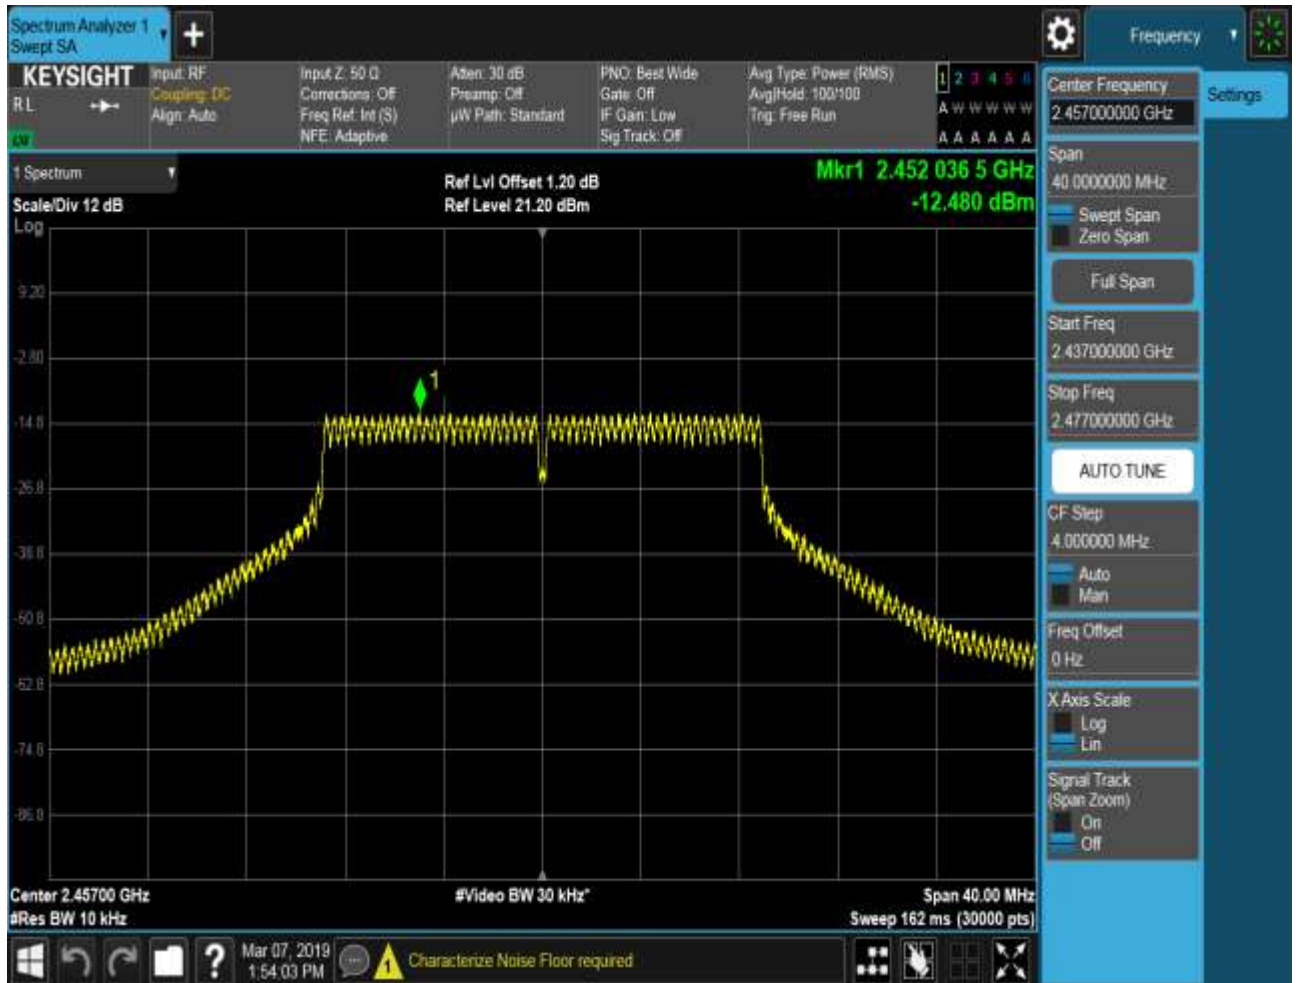 Spectrum Analyzer 1
Swept SA
+
Frequency
KEYSIGHT
RL
Input: RF
Coupling: DC
Align: Auto
Input Z: 50 Ω
Corrections: Off
Freq Ref: Int (S)
NFE: Adaptive
Atten: 30 dB
Preamp: Off
µW Path: Standard
PNO: Best Wide
Gate: Off
IF Gain: Low
Sig Track: Off
Avg Type: Power (RMS)
Avg|Hold: 100/100
Trig: Free Run
1 2 3 4 5 6
A W W W W W
A A A A A A
1 Spectrum
Scale/Div 12 dB
Log
Ref Lvl Offset 1.20 dB
Ref Level 21.20 dBm
Mkr1 2.452 036 5 GHz
-12.480 dBm
9.20
-2.80
-14.8
-26.8
-38.8
-50.8
-62.8
-74.8
-86.8
1
Center 2.45700 GHz
#Res BW 10 kHz
#Video BW 30 kHz*
Span 40.00 MHz
Sweep 162 ms (30000 pts)
Center Frequency
2.457000000 GHz
Settings
Span
40.0000000 MHz
Swept Span
Zero Span
Full Span
Start Freq
2.437000000 GHz
Stop Freq
2.477000000 GHz
AUTO TUNE
CF Step
4.000000 MHz
Auto
Man
Freq Offset
0 Hz
X Axis Scale
Log
Lin
Signal Track
(Span Zoom)
On
Off
?
Mar 07, 2019
1:54:03 PM
1
Characterize Noise Floor required